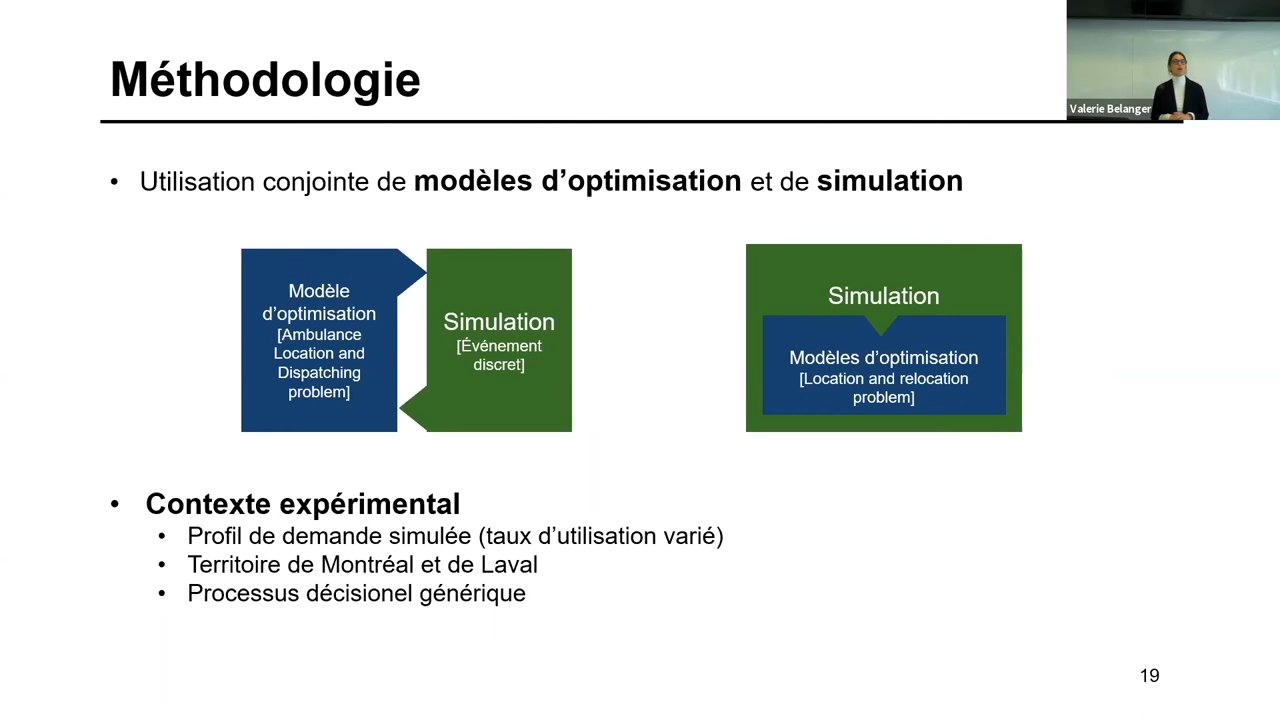 Méthodologie
Valerie Belanger
• Utilisation conjointe de modèles d’optimisation et de simulation
Modèle
d’optimisation
[Ambulance
Location and
Dispatching
problem]
Simulation
[Événement
discret]
Simulation
Modèles d’optimisation
[Location and relocation
problem]
• Contexte expérimental
• Profil de demande simulée (taux d’utilisation varié)
• Territoire de Montréal et de Laval
• Processus décisionel générique
19